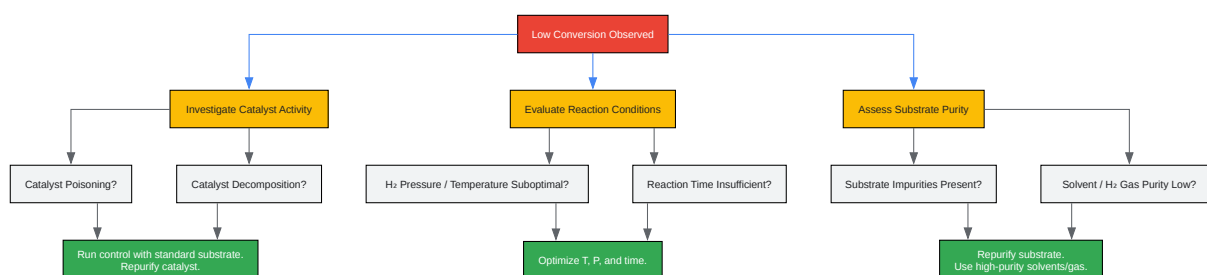 Low Conversion Observed
Investigate Catalyst Activity
Evaluate Reaction Conditions
Assess Substrate Purity
Catalyst Poisoning?
Catalyst Decomposition?
H₂ Pressure / Temperature Suboptimal?
Reaction Time Insufficient?
Substrate Impurities Present?
Solvent / H₂ Gas Purity Low?
Run control with standard substrate.
Repurify catalyst.
Optimize T, P, and time.
Repurify substrate.
Use high-purity solvents/gas.